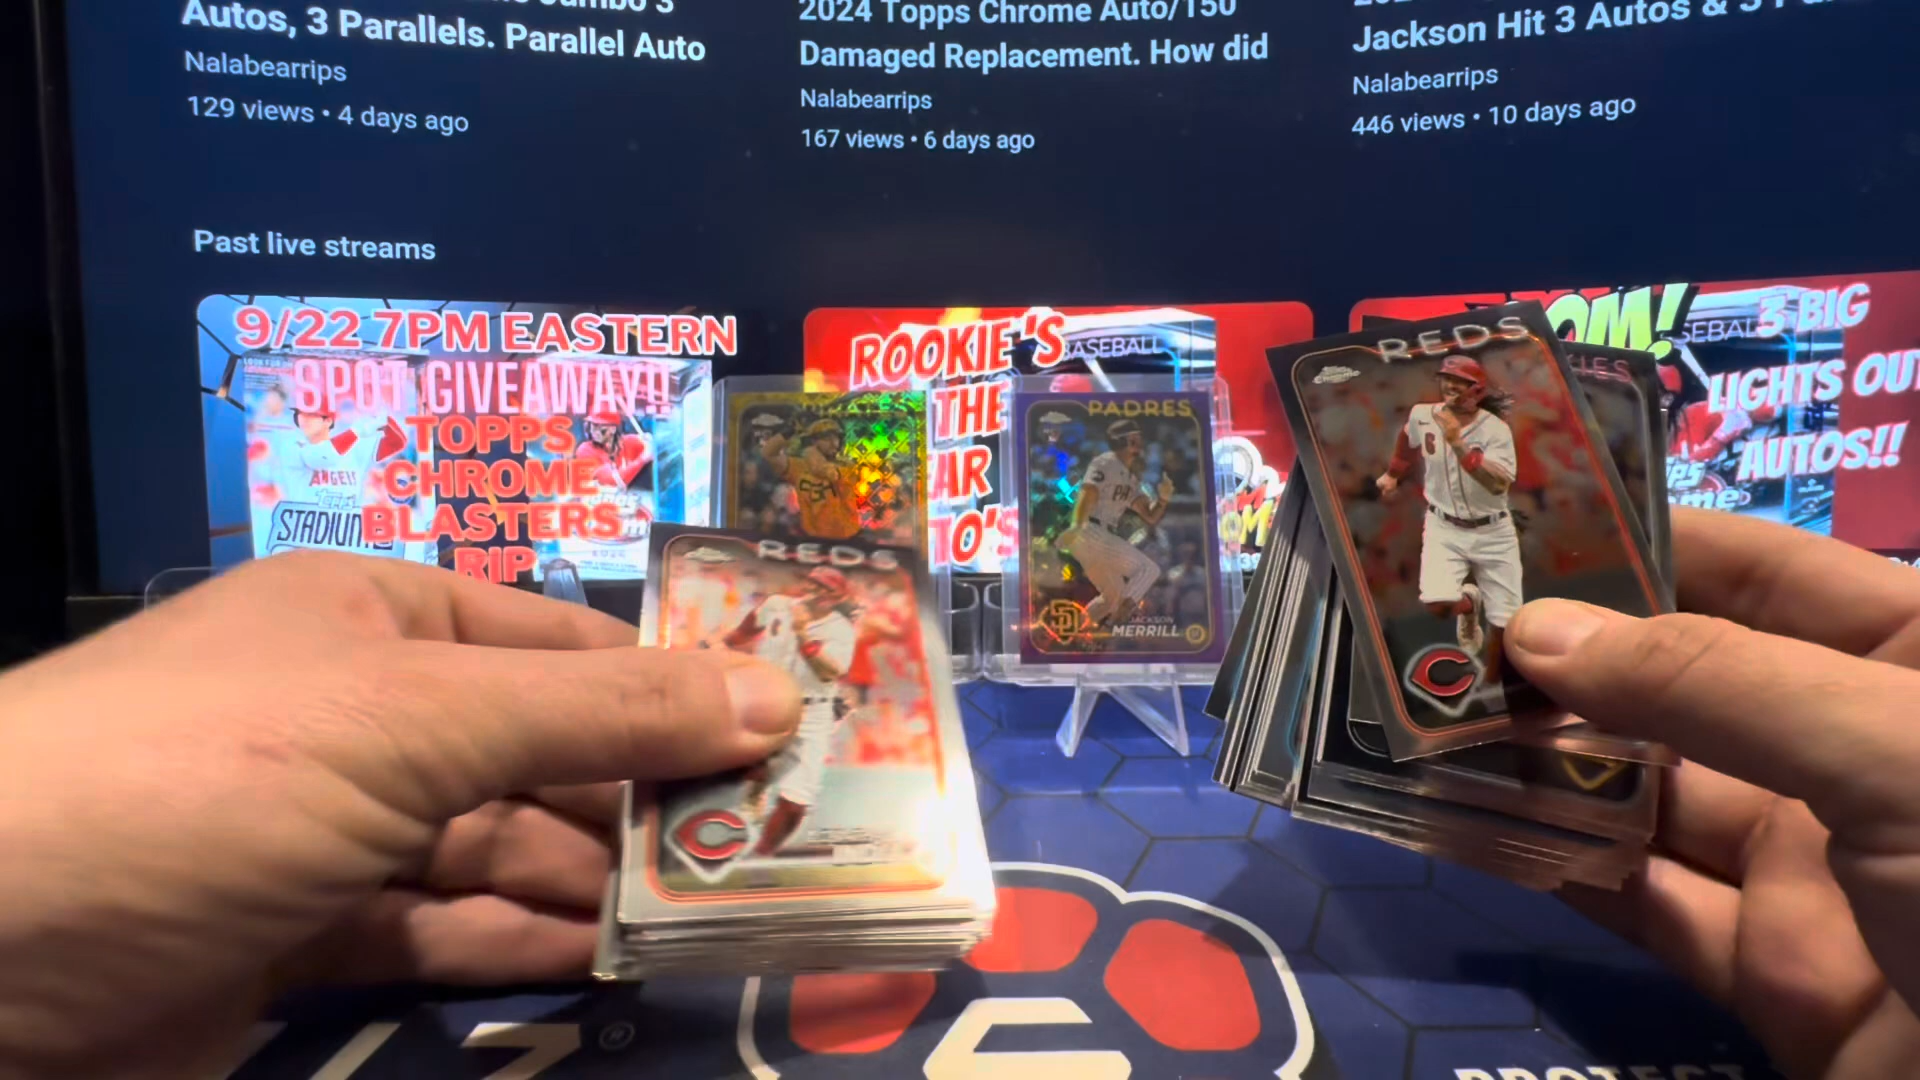 Autos, 3 Parallels. Parallel Auto
Nalabearrips
129 views • 4 days ago
2024 Topps Chrome Auto/150
Damaged Replacement. How did
Nalabearrips
167 views • 6 days ago
Jackson Hit 3 Autos &
Nalabearrips
446 views • 10 days ago
Past live streams
9/22 7PM EASTERN
SPOT GIVEAWAY!!
TOPPS
CHROME
BLASTERS
RIP
ANGELS
STADIUM
ROOKIE'S
THE
BASEBALL
3 BIG
LIGHTS OUT
AUTOS!!
PADRES
JACKSON
MERRILL
REDS
REDS